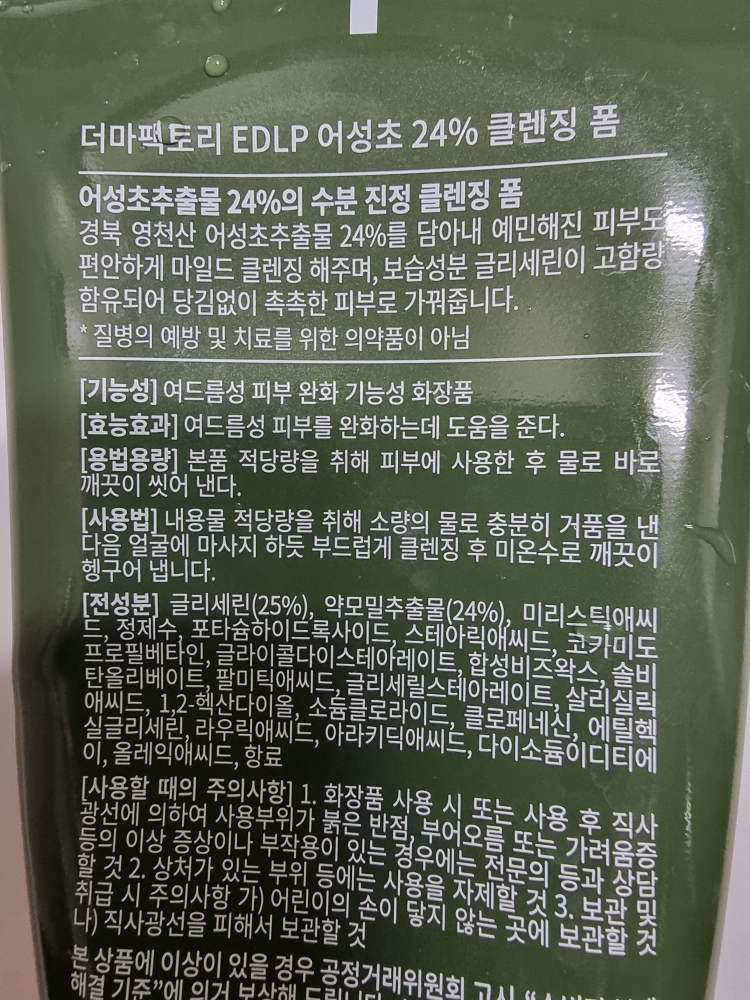 더마팩토리 EDLP 어성초 24% 클렌징 폼
어성초추출물 24%의 수분 진정 클렌징 폼
경북 영천산 어성초추출물 24%를 담아내 예민해진 피부도
편안하게 마일드 클렌징 해주며, 보습성분 글리세린이 고함량
함유되어 당김없이 촉촉한 피부로 가꿔줍니다.
* 질병의 예방 및 치료를 위한 의약품이 아님
[기능성] 여드름성 피부 완화 기능성 화장품
[효능효과] 여드름성 피부를 완화하는데 도움을 준다.
[용법용량] 본품 적당량을 취해 피부에 사용한 후 물로 바로
깨끗이 씻어 낸다.
[사용법] 내용물 적당량을 취해 소량의 물로 충분히 거품을 낸
다음 얼굴에 마사지 하듯 부드럽게 클렌징 후 미온수로 깨끗이
헹구어 냅니다.
[전성분] 글리세린(25%), 약모밀추출물(24%), 미리스틱애씨
드, 정제수, 포타슘하이드록사이드, 스테아릭애씨드, 코카미도
프로필베타인, 글라이콜다이스테아레이트, 합성비즈왁스, 솔비
탄올리베이트, 팔미틱애씨드, 글리세릴스테아레이트, 살리실릭
애씨드, 1,2-헥산다이올, 소듐클로라이드, 클로페네신, 에틸헥
실글리세린, 라우릭애씨드, 아라키딕애씨드, 다이소듐이디티에
이, 올레익애씨드, 향료
[사용할 때의 주의사항] 1. 화장품 사용 시 또는 사용 후 직사
광선에 의하여 사용부위가 붉은 반점, 부어오름 또는 가려움증
등의 이상 증상이나 부작용이 있는 경우에는 전문의 등과 상담
할 것 2. 상처가 있는 부위 등에는 사용을 자제할 것 3. 보관 및
취급 시 주의사항 가) 어린이의 손이 닿지 않는 곳에 보관할 것
나) 직사광선을 피해서 보관할 것
본 상품에 이상이 있을 경우 공정거래위원회 고시
해결 기준”에 의거 보상해 드립니다.